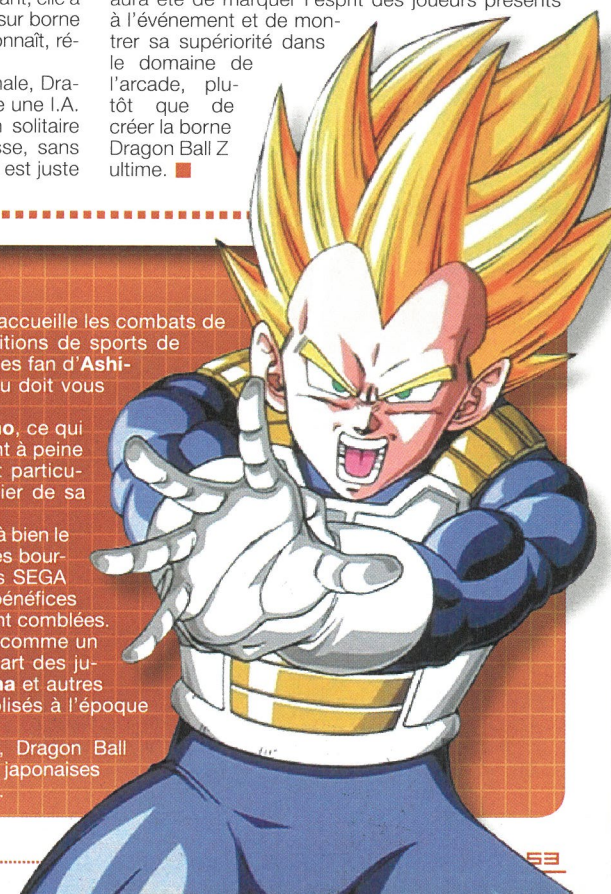 ant, elle a
sur borne
onnaît, ré-
nale, Dra-
e une I.A.
n solitaire
sse, sans
est juste
aura été de marquer l'esprit des joueurs présents
à l'événement et de mon-
trer sa supériorité dans
le domaine de
l'arcade, plu-
tôt que de
créer la borne
Dragon Ball Z
ultime.
accueille les combats de
itions de sports de
es fan d'Ashi-
u doit vous
no, ce qui
nt à peine
t particu-
ier de sa
à bien le
es bour-
s SEGA
bénéfices
nt comblées.
comme un
part des ju-
na et autres
olisés à l'époque
, Dragon Ball
japonaises
53